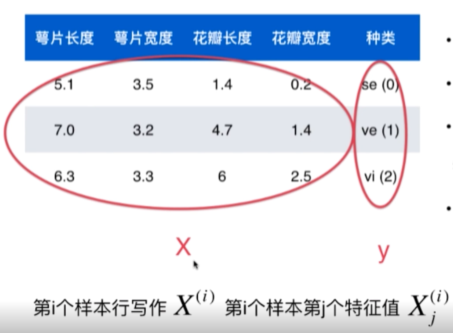 萼片长度 萼片宽度 花瓣长度 花瓣宽度 种类
5.1 3.5 1.4 0.2 se (0)
7.0 3.2 4.7 1.4 ve (1)
6.3 3.3 6 2.5 vi (2)
X y
第i个样本行写作 X^{(i)} 第i个样本第j个特征值 X_j^{(i)}